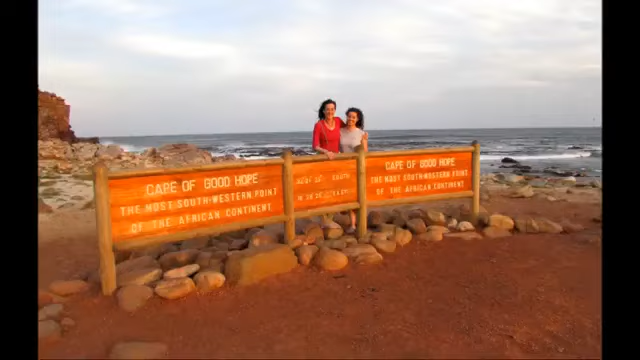 CAPE OF GOOD HOPE
THE MOST SOUTH-WESTERN POINT
OF THE AFRICAN CONTINENT
CAPE OF GOOD HOPE
THE MOST SOUTH-WESTERN POINT
OF THE AFRICAN CONTINENT